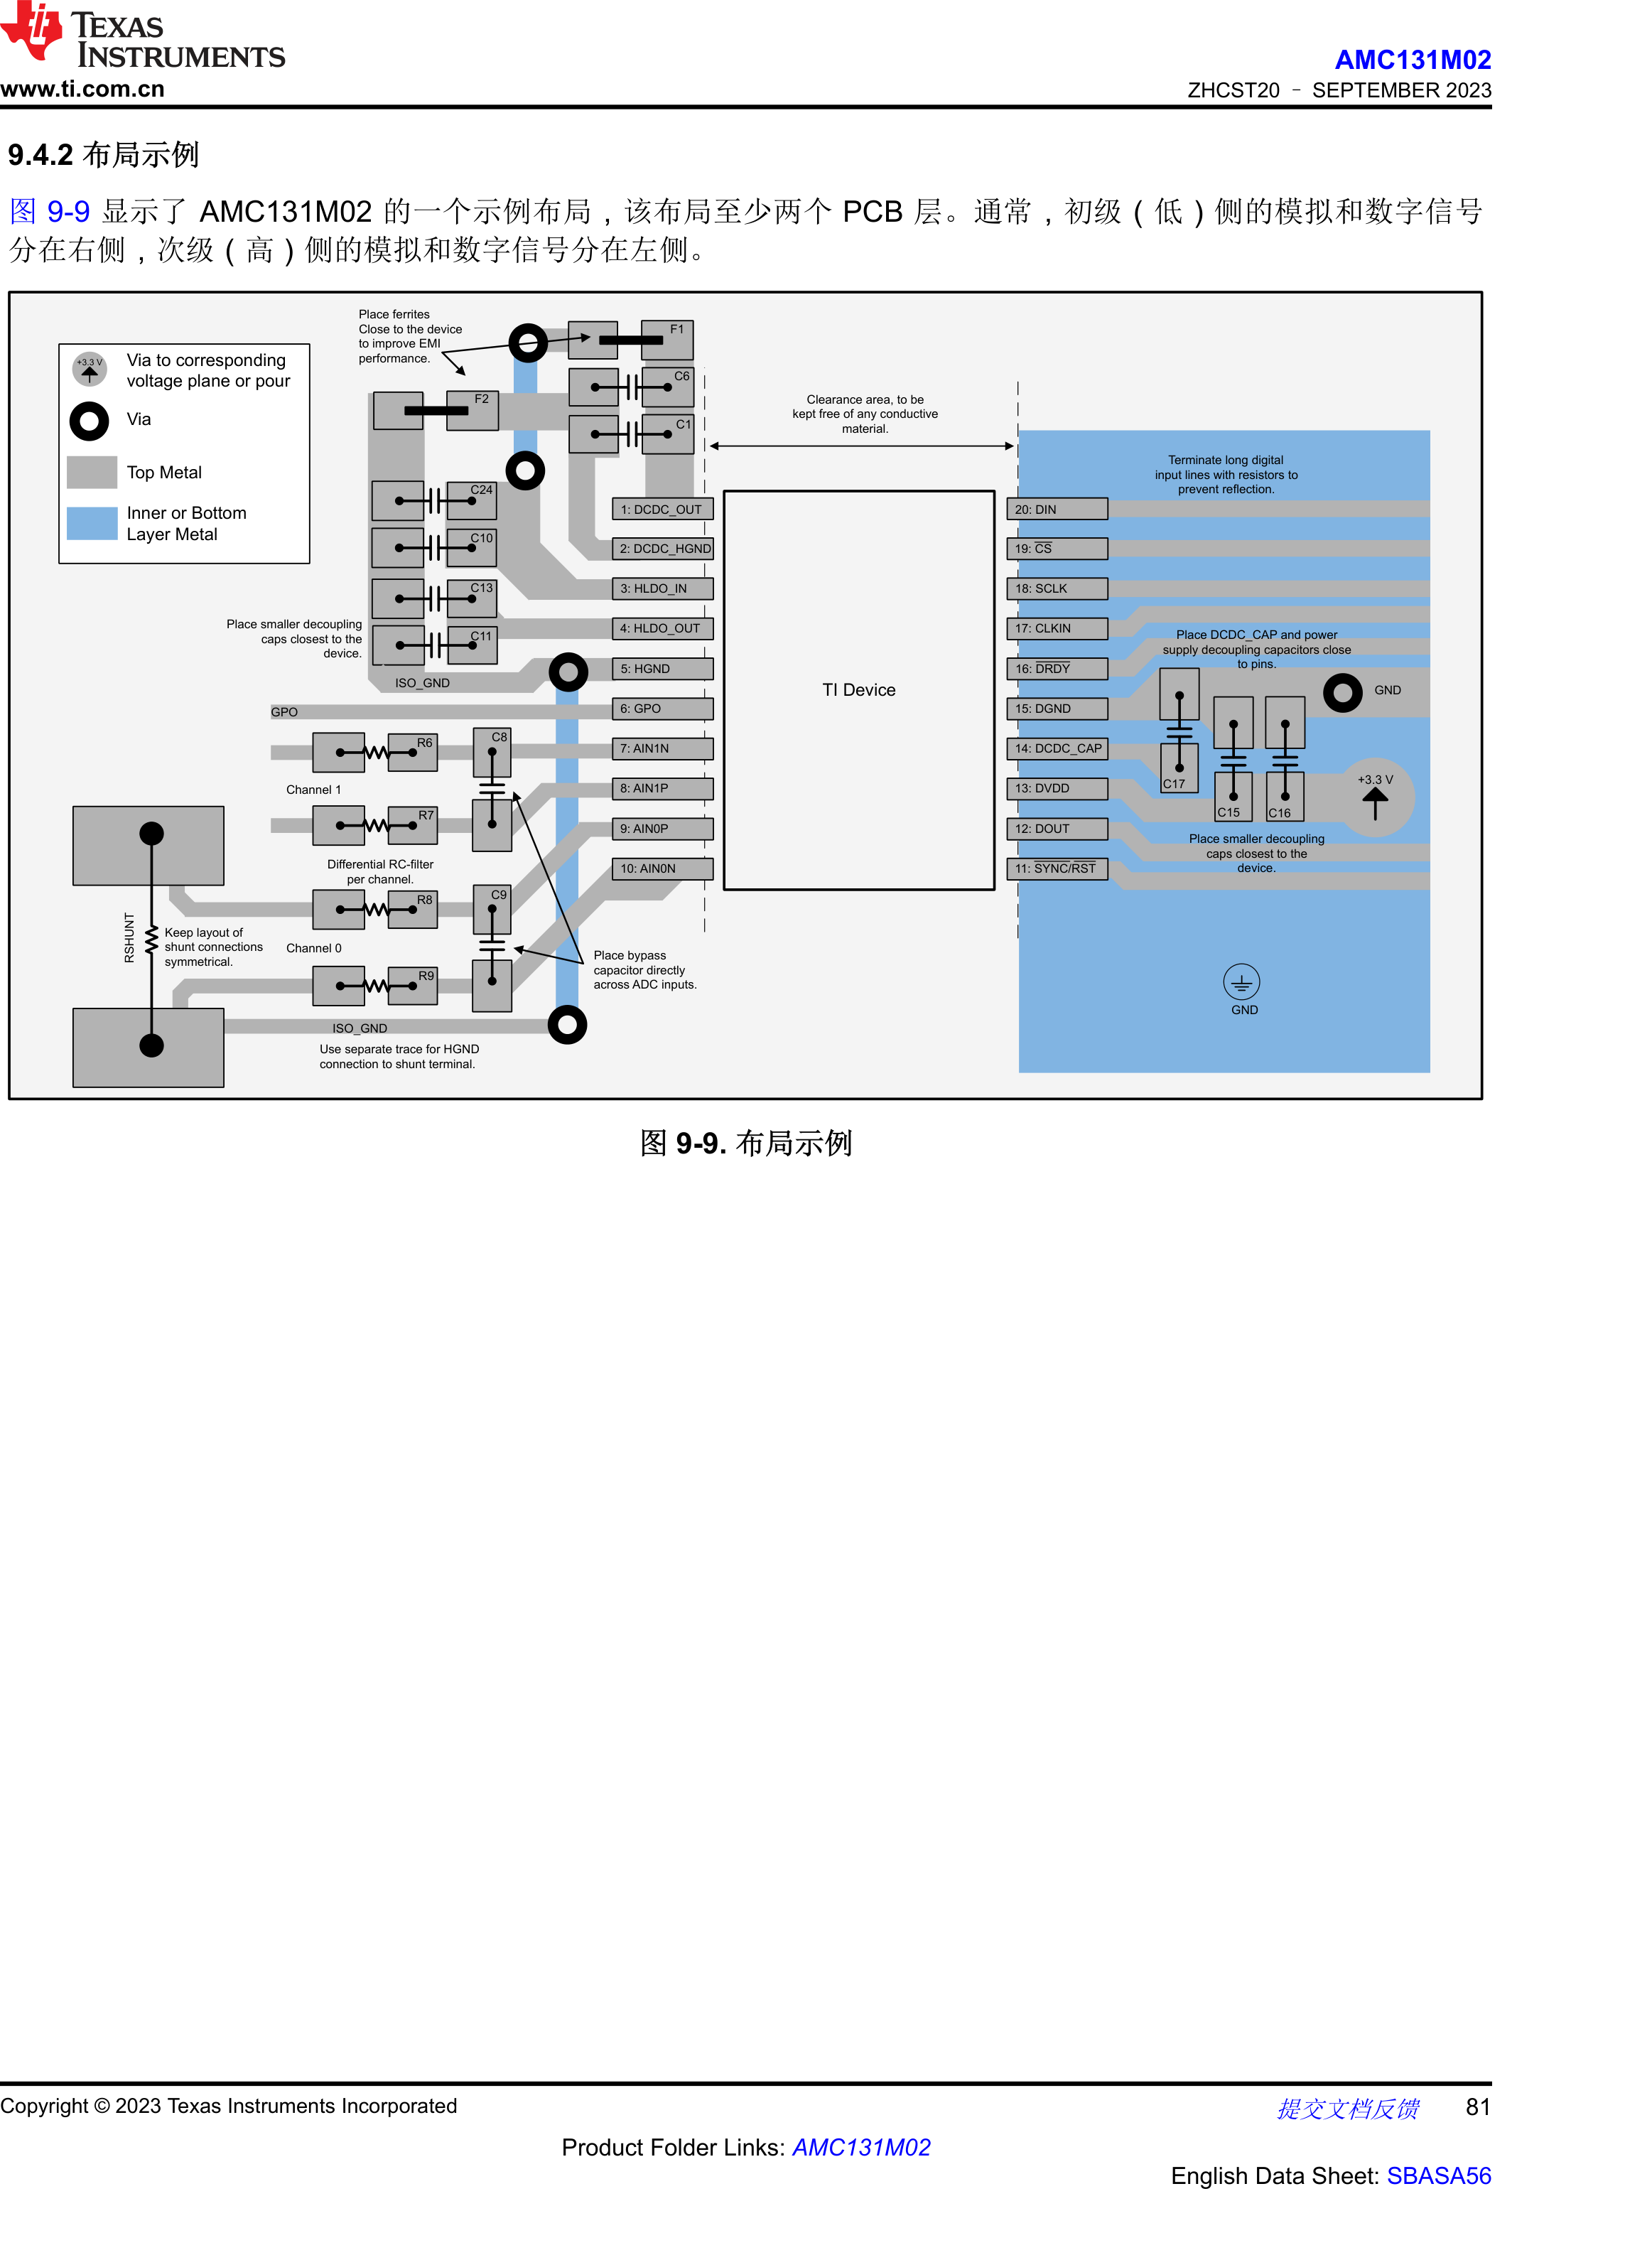 TEXAS
INSTRUMENTS
www.ti.com.cn
AMC131M02
ZHCST20 – SEPTEMBER 2023
9.4.2 布局示例
图 9-9 显示了 AMC131M02 的一个示例布局，该布局至少两个 PCB 层。通常，初级（低）侧的模拟和数字信号
分在右侧，次级（高）侧的模拟和数字信号分在左侧。
+3.3 V
Via to corresponding
voltage plane or pour
Via
Top Metal
Inner or Bottom
Layer Metal
Place ferrites
Close to the device
to improve EMI
performance.
F1
C6
F2
C1
C24
C10
C13
C11
Place smaller decoupling
caps closest to the
device.
ISO_GND
GPO
R6
C8
Channel 1
R7
Differential RC-filter
per channel.
R8
C9
RSHUNT
Keep layout of
shunt connections
symmetrical.
Channel 0
R9
ISO_GND
Use separate trace for HGND
connection to shunt terminal.
Place bypass
capacitor directly
across ADC inputs.
1: DCDC_OUT
2: DCDC_HGND
3: HLDO_IN
4: HLDO_OUT
5: HGND
6: GPO
7: AIN1N
8: AIN1P
9: AIN0P
10: AIN0N
Clearance area, to be
kept free of any conductive
material.
TI Device
20: DIN
19: CS
18: SCLK
17: CLKIN
16: DRDY
15: DGND
14: DCDC_CAP
13: DVDD
12: DOUT
11: SYNC/RST
Terminate long digital
input lines with resistors to
prevent reflection.
Place DCDC_CAP and power
supply decoupling capacitors close
to pins.
GND
C17
C15
C16
+3.3 V
Place smaller decoupling
caps closest to the
device.
GND
图 9-9. 布局示例
Copyright © 2023 Texas Instruments Incorporated
提交文档反馈
81
Product Folder Links: AMC131M02
English Data Sheet: SBASA56